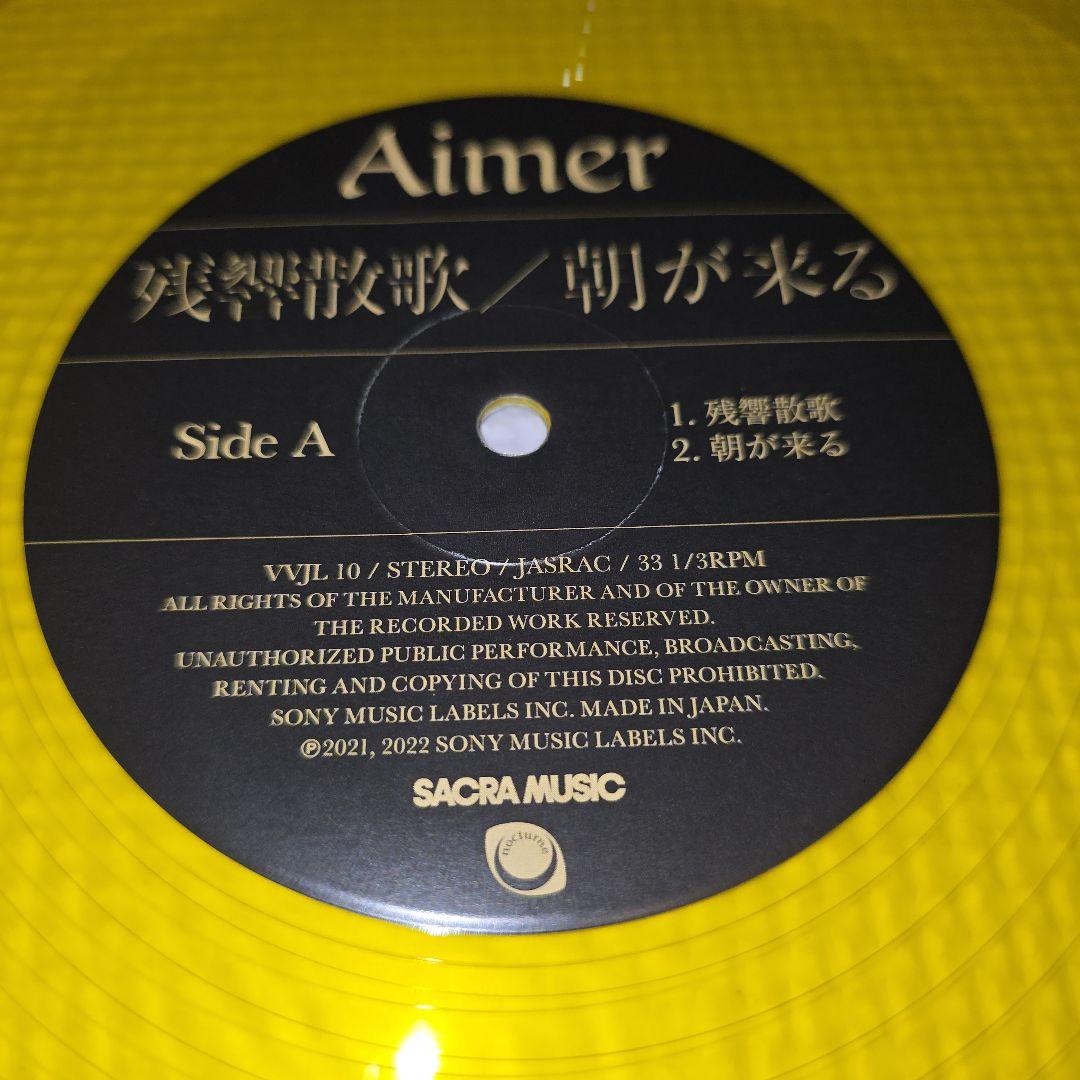 Aimer
残響散歌／朝が来る
Side A
1. 残響散歌
2. 朝が来る
VVJL 10 / STEREO / JASRAC / 33 1/3RPM
ALL RIGHTS OF THE MANUFACTURER AND OF THE OWNER OF
THE RECORDED WORK RESERVED.
UNAUTHORIZED PUBLIC PERFORMANCE, BROADCASTING,
RENTING AND COPYING OF THIS DISC PROHIBITED.
SONY MUSIC LABELS INC. MADE IN JAPAN.
℗2021, 2022 SONY MUSIC LABELS INC.
SACRA MUSIC
nocturne